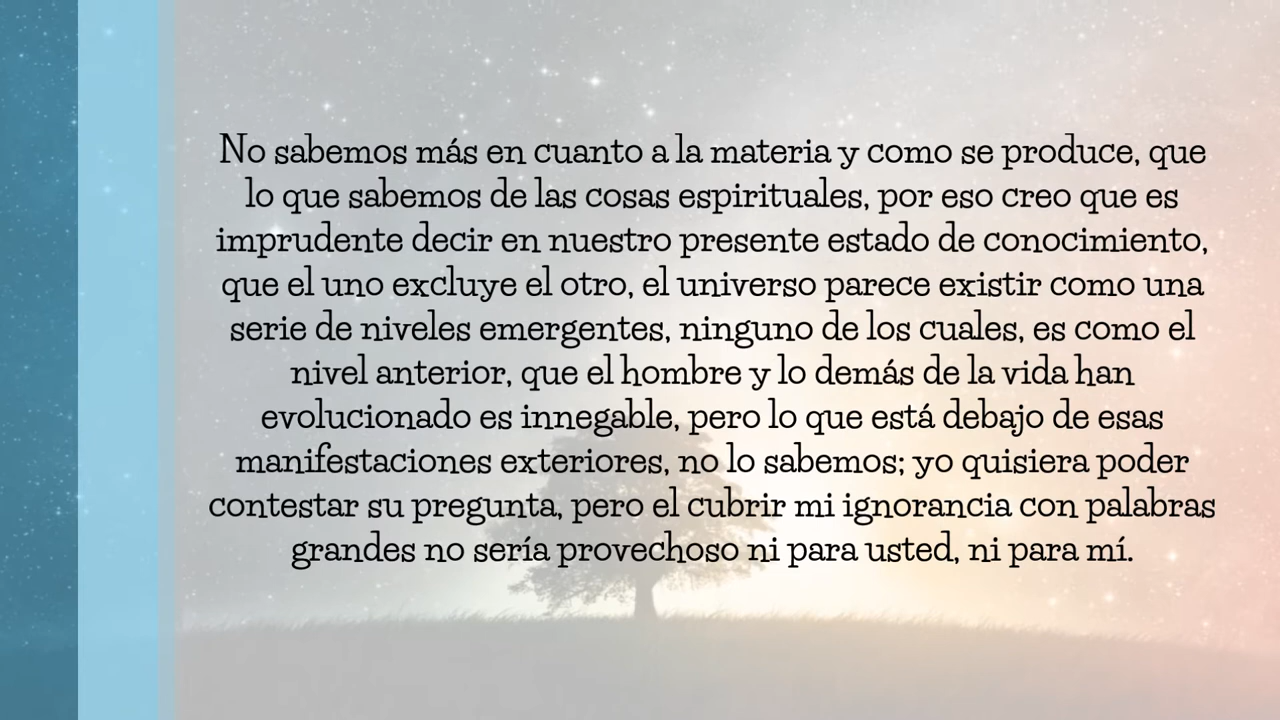 No sabemos más en cuanto a la materia y como se produce, que
lo que sabemos de las cosas espirituales, por eso creo que es
imprudente decir en nuestro presente estado de conocimiento,
que el uno excluye el otro, el universo parece existir como una
serie de niveles emergentes, ninguno de los cuales, es como el
nivel anterior, que el hombre y lo demás de la vida han
evolucionado es innegable, pero lo que está debajo de esas
manifestaciones exteriores, no lo sabemos; yo quisiera poder
contestar su pregunta, pero el cubrir mi ignorancia con palabras
grandes no sería provechoso ni para usted, ni para mí.